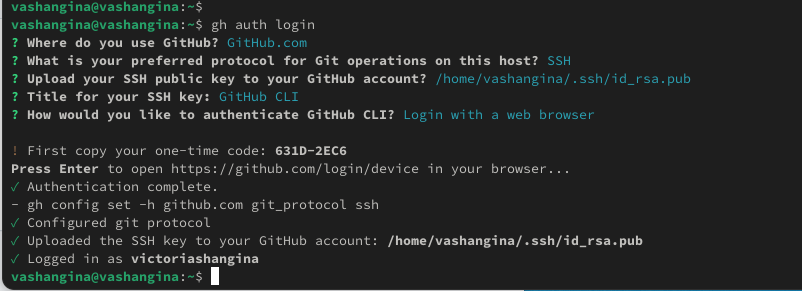 vashangina@vashangina:~$
vashangina@vashangina:~$ gh auth login
? Where do you use GitHub? GitHub.com
? What is your preferred protocol for Git operations on this host? SSH
? Upload your SSH public key to your GitHub account? /home/vashangina/.ssh/id_rsa.pub
? Title for your SSH key: GitHub CLI
? How would you like to authenticate GitHub CLI? Login with a web browser
! First copy your one-time code: 631D-2EC6
Press Enter to open https://github.com/login/device in your browser...
✓ Authentication complete.
- gh config set -h github.com git_protocol ssh
✓ Configured git protocol
✓ Uploaded the SSH key to your GitHub account: /home/vashangina/.ssh/id_rsa.pub
✓ Logged in as victoriashangina
vashangina@vashangina:~$